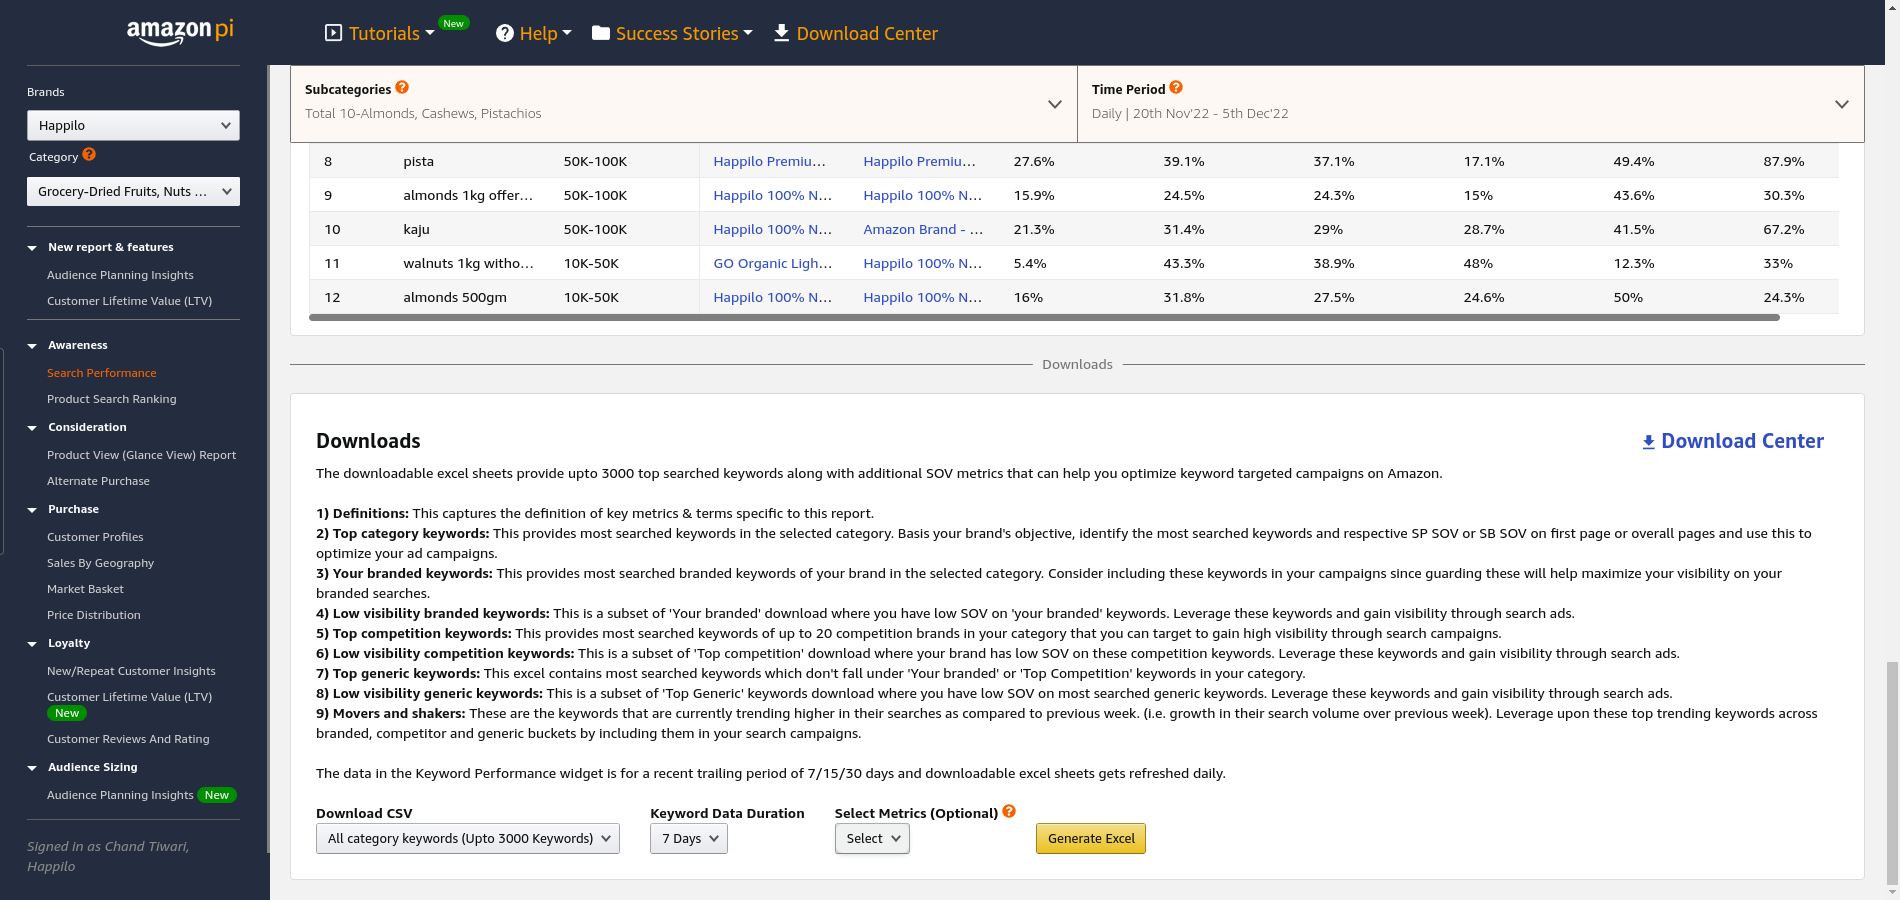 amazon pi
Tutorials New
Help
Success Stories
Download Center
Brands
Happilo
Category
Grocery-Dried Fruits, Nuts ...
New report & features
Audience Planning Insights
Customer Lifetime Value (LTV)
Awareness
Search Performance
Product Search Ranking
Consideration
Product View (Glance View) Report
Alternate Purchase
Purchase
Customer Profiles
Sales By Geography
Market Basket
Price Distribution
Loyalty
New/Repeat Customer Insights
Customer Lifetime Value (LTV)
New
Customer Reviews And Rating
Audience Sizing
Audience Planning Insights New
Signed in as Chand Tiwari,
Happilo
Subcategories
Total 10-Almonds, Cashews, Pistachios
Time Period
Daily | 20th Nov'22 - 5th Dec'22
8 pista 50K-100K Happilo Premiu... Happilo Premiu... 27.6% 39.1% 37.1% 17.1% 49.4% 87.9%
9 almonds 1kg offer... 50K-100K Happilo 100% N... Happilo 100% N... 15.9% 24.5% 24.3% 15% 43.6% 30.3%
10 kaju 50K-100K Happilo 100% N... Amazon Brand - ... 21.3% 31.4% 29% 28.7% 41.5% 67.2%
11 walnuts 1kg witho... 10K-50K GO Organic Ligh... Happilo 100% N... 5.4% 43.3% 38.9% 48% 12.3% 33%
12 almonds 500gm 10K-50K Happilo 100% N... Happilo 100% N... 16% 31.8% 27.5% 24.6% 50% 24.3%
Downloads
Downloads
Download Center
The downloadable excel sheets provide upto 3000 top searched keywords along with additional SOV metrics that can help you optimize keyword targeted campaigns on Amazon.
1) Definitions: This captures the definition of key metrics & terms specific to this report.
2) Top category keywords: This provides most searched keywords in the selected category. Basis your brand's objective, identify the most searched keywords and respective SP SOV or SB SOV on first page or overall pages and use this to
optimize your ad campaigns.
3) Your branded keywords: This provides most searched branded keywords of your brand in the selected category. Consider including these keywords in your campaigns since guarding these will help maximize your visibility on your
branded searches.
4) Low visibility branded keywords: This is a subset of 'Your branded' download where you have low SOV on 'your branded' keywords. Leverage these keywords and gain visibility through search ads.
5) Top competition keywords: This provides most searched keywords of up to 20 competition brands in your category that you can target to gain high visibility through search campaigns.
6) Low visibility competition keywords: This is a subset of 'Top competition' download where your brand has low SOV on these competition keywords. Leverage these keywords and gain visibility through search ads.
7) Top generic keywords: This excel contains most searched keywords which don't fall under 'Your branded' or 'Top Competition' keywords in your category.
8) Low visibility generic keywords: This is a subset of 'Top Generic' keywords download where you have low SOV on most searched generic keywords. Leverage these keywords and gain visibility through search ads.
9) Movers and shakers: These are the keywords that are currently trending higher in their searches as compared to previous week. (i.e. growth in their search volume over previous week). Leverage upon these top trending keywords across
branded, competitor and generic buckets by including them in your search campaigns.
The data in the Keyword Performance widget is for a recent trailing period of 7/15/30 days and downloadable excel sheets gets refreshed daily.
Download CSV
All category keywords (Upto 3000 Keywords)
Keyword Data Duration
7 Days
Select Metrics (Optional)
Select
Generate Excel